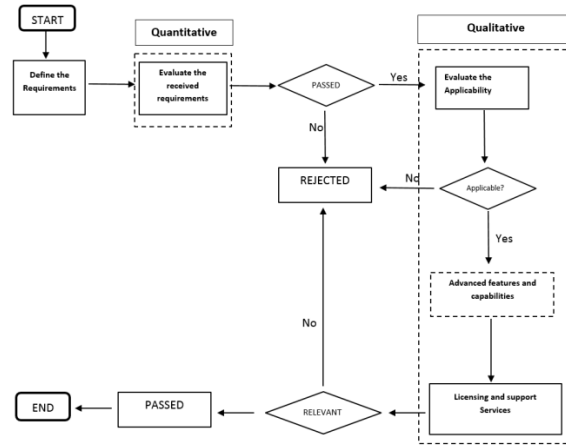 START
Quantitative
Qualitative
Define the
Requirements
Evaluate the
received
requirements
PASSED
Yes
Evaluate the
Applicability
No
REJECTED
No
Applicable?
Yes
Advanced features and
capabilities
No
Licensing and support
Services
RELEVANT
PASSED
END